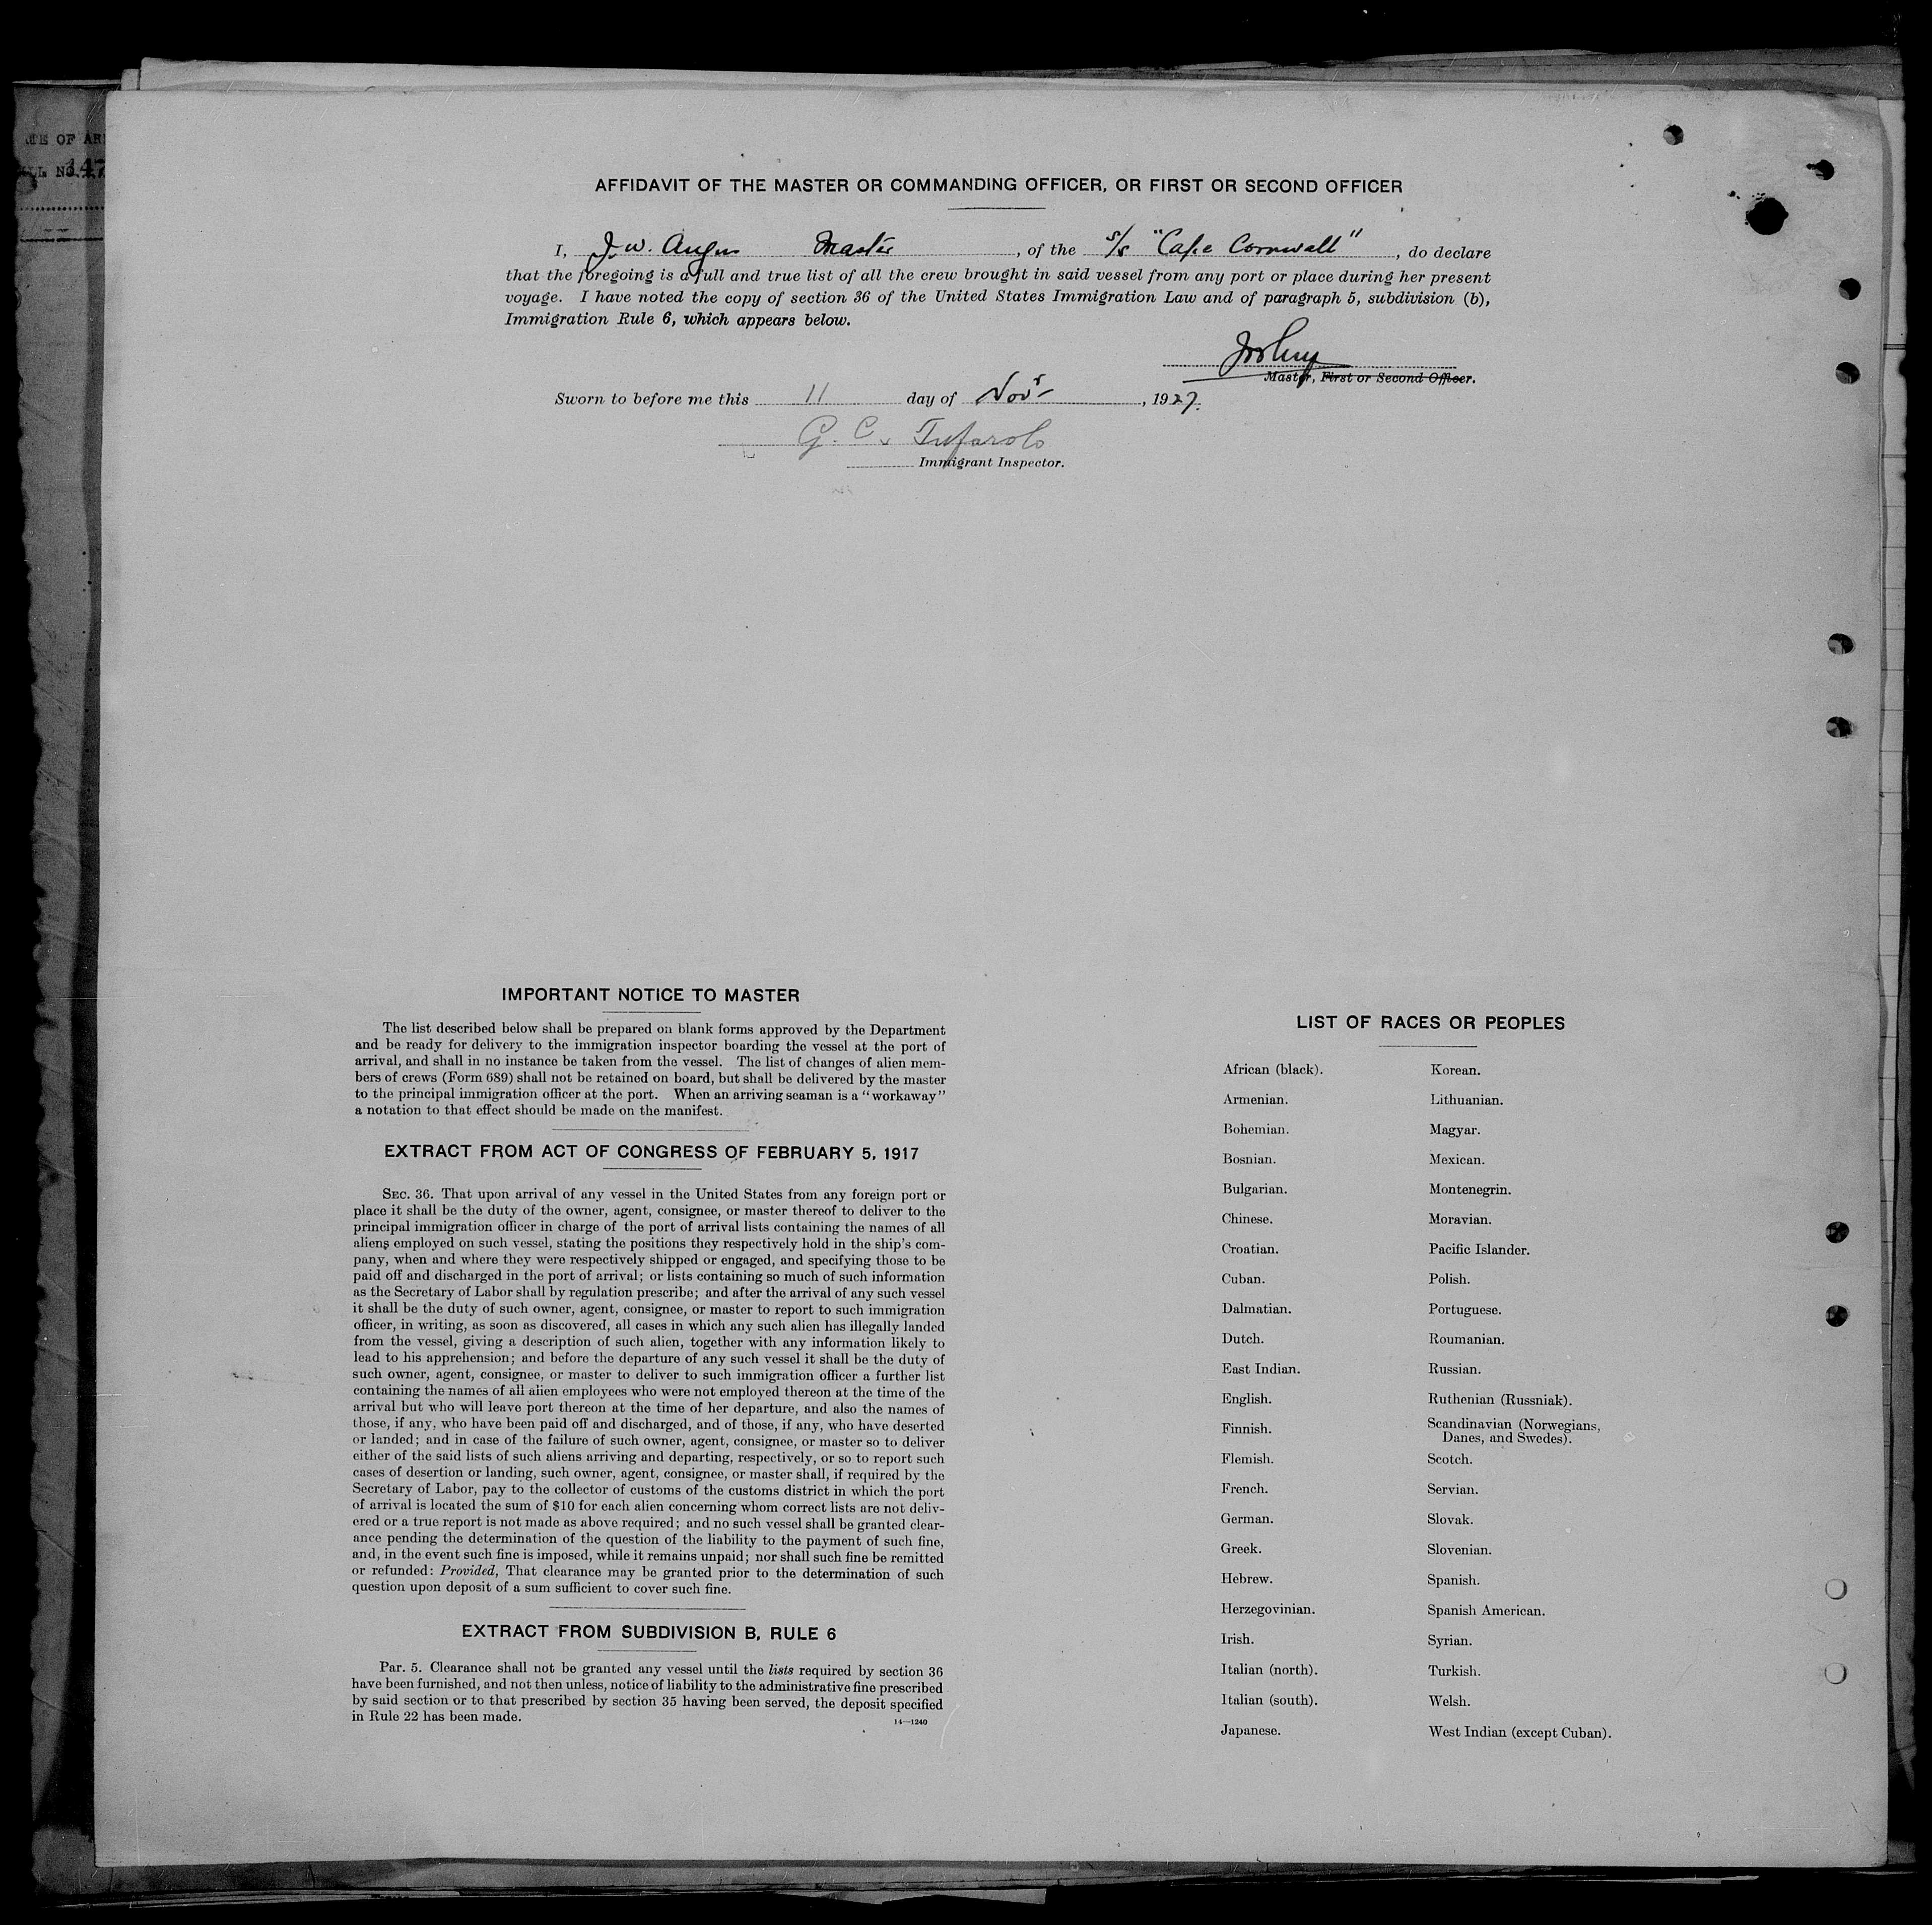 ATE OF AR
ROLL NO. 147
AFFIDAVIT OF THE MASTER OR COMMANDING OFFICER, OR FIRST OR SECOND OFFICER
I, J. W. Angus Master, of the S/S "Cape Cornwall", do declare
that the foregoing is a full and true list of all the crew brought in said vessel from any port or place during her present
voyage. I have noted the copy of section 36 of the United States Immigration Law and of paragraph 5, subdivision (b),
Immigration Rule 6, which appears below.
Master, First or Second Officer.
Sworn to before me this 11 day of Novr, 1927.
G. C. Tufarolo
Immigrant Inspector.
IMPORTANT NOTICE TO MASTER
The list described below shall be prepared on blank forms approved by the Department
and be ready for delivery to the immigration inspector boarding the vessel at the port of
arrival, and shall in no instance be taken from the vessel. The list of changes of alien mem-
bers of crews (Form 689) shall not be retained on board, but shall be delivered by the master
to the principal immigration officer at the port. When an arriving seaman is a "workaway"
a notation to that effect should be made on the manifest.
EXTRACT FROM ACT OF CONGRESS OF FEBRUARY 5, 1917
SEC. 36. That upon arrival of any vessel in the United States from any foreign port or
place it shall be the duty of the owner, agent, consignee, or master thereof to deliver to the
principal immigration officer in charge of the port of arrival lists containing the names of all
aliens employed on such vessel, stating the positions they respectively hold in the ship's com-
pany, when and where they were respectively shipped or engaged, and specifying those to be
paid off and discharged in the port of arrival; or lists containing so much of such information
as the Secretary of Labor shall by regulation prescribe; and after the arrival of any such vessel
it shall be the duty of such owner, agent, consignee, or master to report to such immigration
officer, in writing, as soon as discovered, all cases in which any such alien has illegally landed
from the vessel, giving a description of such alien, together with any information likely to
lead to his apprehension; and before the departure of any such vessel it shall be the duty of
such owner, agent, consignee, or master to deliver to such immigration officer a further list
containing the names of all alien employees who were not employed thereon at the time of the
arrival but who will leave port thereon at the time of her departure, and also the names of
those, if any, who have been paid off and discharged, and of those, if any, who have deserted
or landed; and in case of the failure of such owner, agent, consignee, or master so to deliver
either of the said lists of such aliens arriving and departing, respectively, or so to report such
cases of desertion or landing, such owner, agent, consignee, or master shall, if required by the
Secretary of Labor, pay to the collector of customs of the customs district in which the port
of arrival is located the sum of $10 for each alien concerning whom correct lists are not deliv-
ered or a true report is not made as above required; and no such vessel shall be granted clear-
ance pending the determination of the question of the liability to the payment of such fine,
and, in the event such fine is imposed, while it remains unpaid; nor shall such fine be remitted
or refunded: Provided, That clearance may be granted prior to the determination of such
question upon deposit of a sum sufficient to cover such fine.
EXTRACT FROM SUBDIVISION B, RULE 6
Par. 5. Clearance shall not be granted any vessel until the lists required by section 36
have been furnished, and not then unless, notice of liability to the administrative fine prescribed
by said section or to that prescribed by section 35 having been served, the deposit specified
in Rule 22 has been made.
14—1240
LIST OF RACES OR PEOPLES
African (black).
Armenian.
Bohemian.
Bosnian.
Bulgarian.
Chinese.
Croatian.
Cuban.
Dalmatian.
Dutch.
East Indian.
English.
Finnish.
Flemish.
French.
German.
Greek.
Hebrew.
Herzegovinian.
Irish.
Italian (north).
Italian (south).
Japanese.
Korean.
Lithuanian.
Magyar.
Mexican.
Montenegrin.
Moravian.
Pacific Islander.
Polish.
Portuguese.
Roumanian.
Russian.
Ruthenian (Russniak).
Scandinavian (Norwegians,
Danes, and Swedes).
Scotch.
Servian.
Slovak.
Slovenian.
Spanish.
Spanish American.
Syrian.
Turkish.
Welsh.
West Indian (except Cuban).